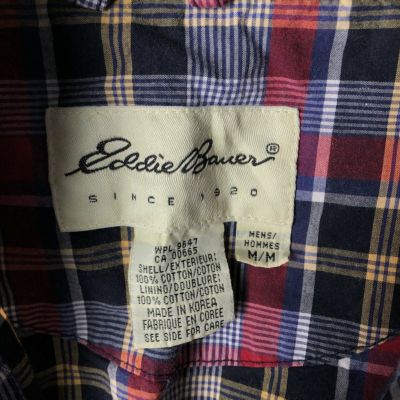 Eddie Bauer®
SINCE 1920
MENS/
HOMMES
M/M
WPL 9647
CA 00665
SHELL/EXTERIEUR:
100% COTTON/COTON
LINING/DOUBLURE:
100% COTTON/COTON
MADE IN KOREA
FABRIQUE EN COREE
SEE SIDE FOR CARE